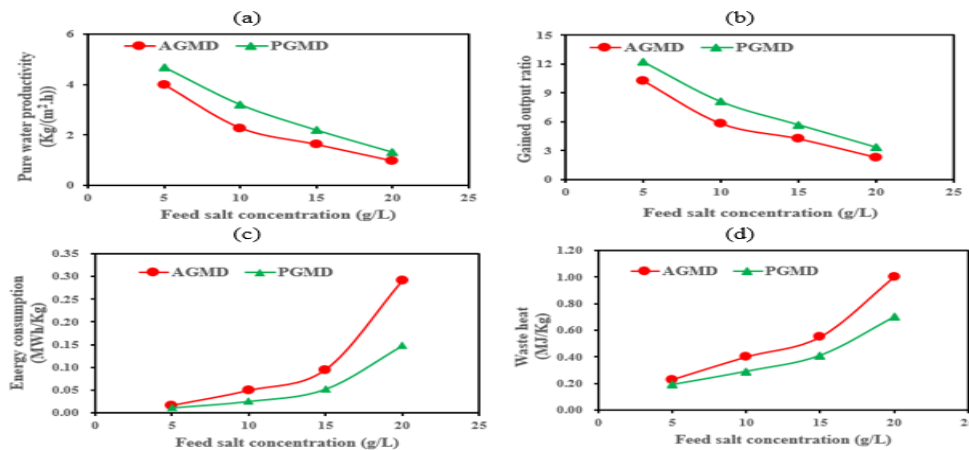 (a)
Pure water productivity
(Kg/(m².h))
AGMD PGMD
6
4
2
0
0 5 10 15 20 25
Feed salt concentration (g/L)
(b)
Gained output ratio
AGMD PGMD
15
12
9
6
3
0
0 5 10 15 20 25
Feed salt concentration (g/L)
(c)
Energy consumption
(MWh/Kg)
AGMD PGMD
0.35
0.30
0.25
0.20
0.15
0.10
0.05
0.00
0 5 10 15 20 25
Feed salt concentration (g/L)
(d)
Waste heat
(MJ/Kg)
AGMD PGMD
1.20
1.00
0.80
0.60
0.40
0.20
0.00
0 5 10 15 20 25
Feed salt concentration (g/L)